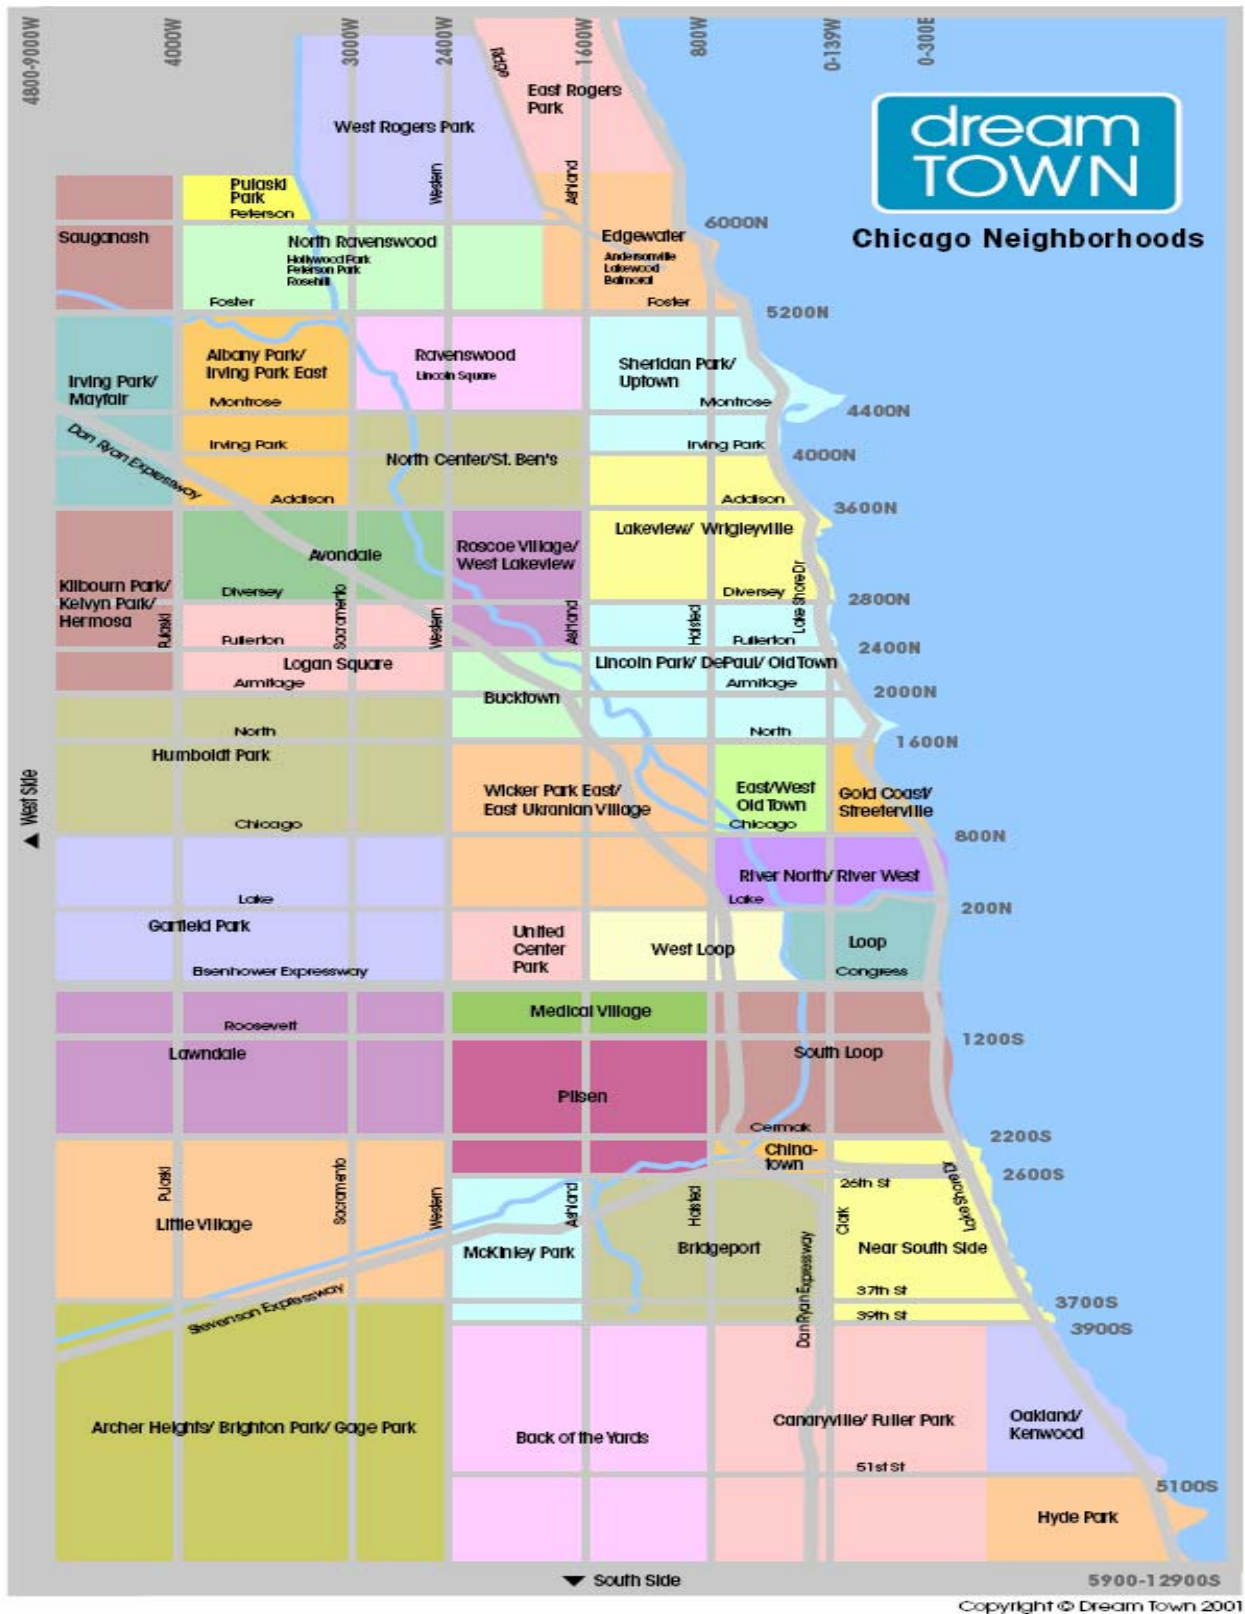 4800-9000W
4000W
3000W
2400W
1600W
800W
0-139W
0-300E
Ridge
East Rogers
Park
West Rogers Park
dream
TOWN
Chicago Neighborhoods
Western
Ashland
Pulaski
Park
Peterson
6000N
Sauganash
North Ravenswood
Hollywood Park
Peterson Park
Rosehill
Edgewater
Andersonville
Lakewood
Balmoral
Foster
Foster
5200N
Albany Park/
Irving Park East
Ravenswood
Lincoln Square
Sheridan Park/
Uptown
Irving Park/
Mayfair
Montrose
Montrose
4400N
Dan Ryan Expressway
Irving Park
Irving Park
4000N
North Center/St. Ben's
Addison
Addison
3600N
Lakeview/ Wrigleyville
Avondale
Roscoe Village/
West Lakeview
Kilbourn Park/
Kelvyn Park/
Hermosa
Diversey
Diversey
Lake Shore Dr
2800N
Pulaski
Sacramento
Western
Ashland
Halsted
Fullerton
Fullerton
2400N
Logan Square
Lincoln Park/ DePaul/ Old Town
Armitage
Armitage
2000N
Bucktown
North
North
1600N
Humboldt Park
Wicker Park East/
East Ukranian Village
East/West
Old Town
Gold Coast/
Streeterville
Chicago
Chicago
800N
West Side
River North/ River West
Lake
Lake
200N
Garfield Park
United
Center
Park
West Loop
Loop
Eisenhower Expressway
Congress
Medical Village
Roosevelt
1200S
Lawndale
South Loop
Pilsen
Cermak
2200S
China-
town
2600S
Pulaski
Sacramento
Western
Ashland
Halsted
26th St
Clark
Lake Shore Dr
Little Village
McKinley Park
Bridgeport
Near South Side
Dan Ryan Expressway
37th St
3700S
Stevenson Expressway
39th St
3900S
Archer Heights/ Brighton Park/ Gage Park
Back of the Yards
Canaryville/ Fuller Park
Oakland/
Kenwood
51st St
5100S
Hyde Park
South Side
5900-12900S
Copyright © Dream Town 2001